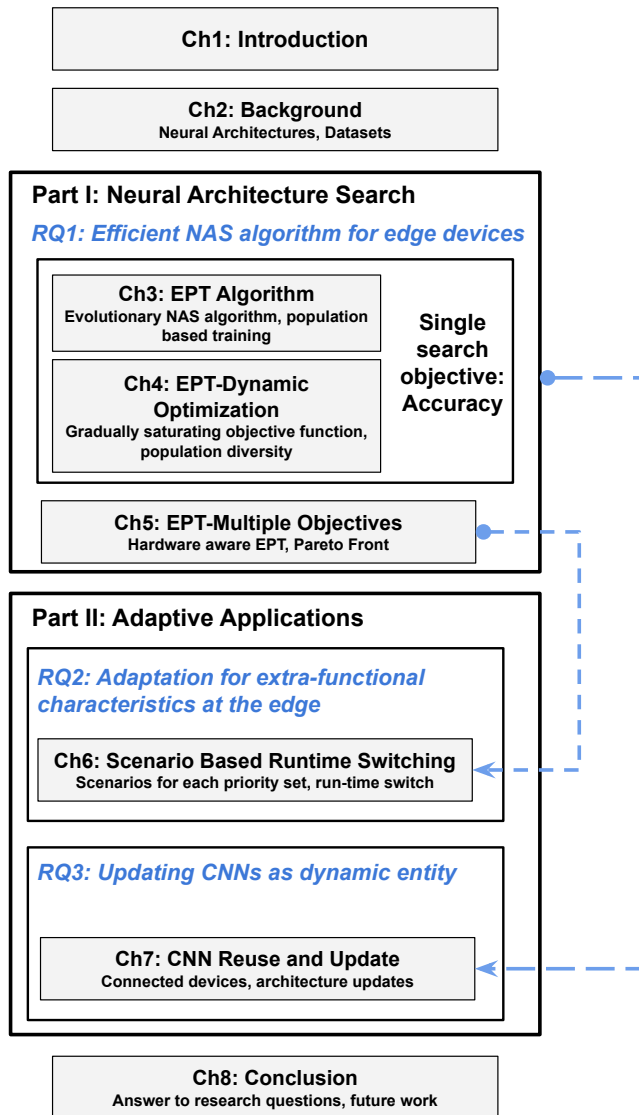 Ch1: Introduction
Ch2: Background
Neural Architectures, Datasets
Part I: Neural Architecture Search
RQ1: Efficient NAS algorithm for edge devices
Ch3: EPT Algorithm
Evolutionary NAS algorithm, population
based training
Ch4: EPT-Dynamic
Optimization
Gradually saturating objective function,
population diversity
Single
search
objective:
Accuracy
Ch5: EPT-Multiple Objectives
Hardware aware EPT, Pareto Front
Part II: Adaptive Applications
RQ2: Adaptation for extra-functional
characteristics at the edge
Ch6: Scenario Based Runtime Switching
Scenarios for each priority set, run-time switch
RQ3: Updating CNNs as dynamic entity
Ch7: CNN Reuse and Update
Connected devices, architecture updates
Ch8: Conclusion
Answer to research questions, future work